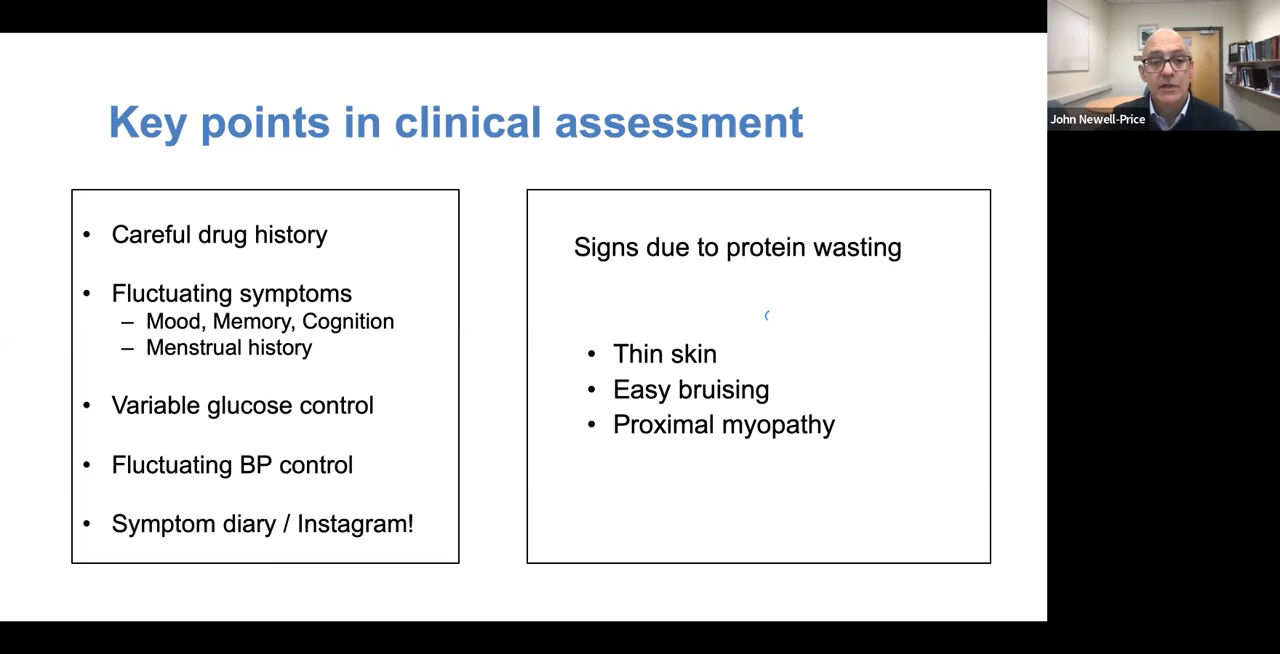 Key points in clinical assessment
• Careful drug history
• Fluctuating symptoms
– Mood, Memory, Cognition
– Menstrual history
• Variable glucose control
• Fluctuating BP control
• Symptom diary / Instagram!
Signs due to protein wasting
• Thin skin
• Easy bruising
• Proximal myopathy
John Newell-Price